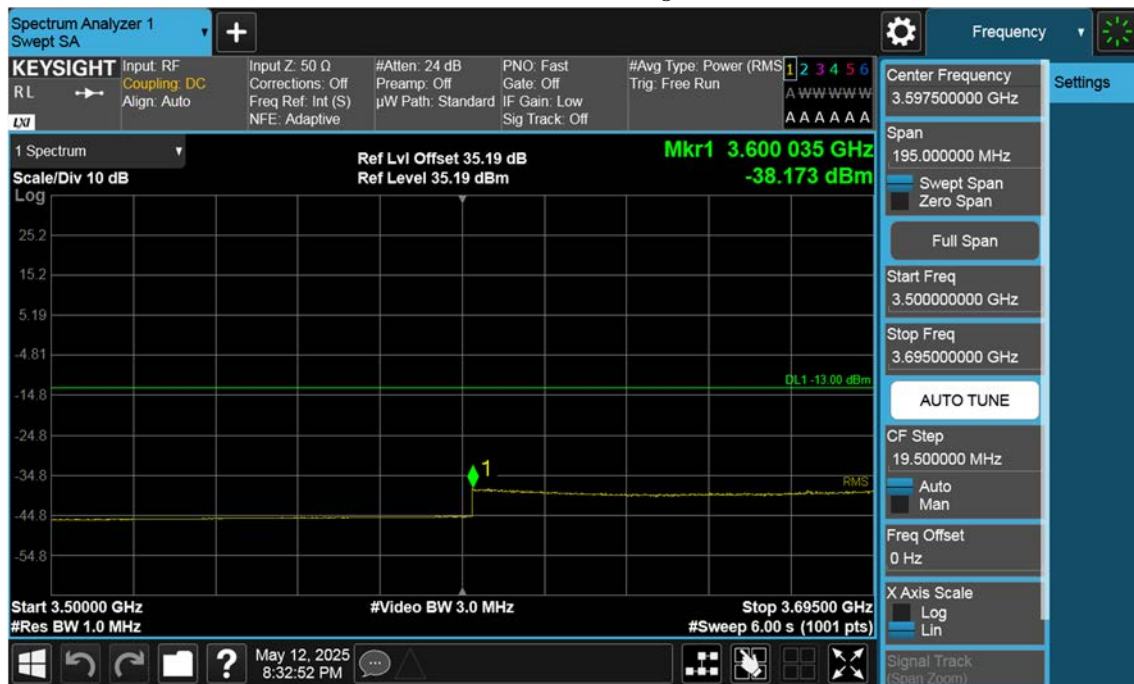 Spectrum Analyzer 1
Swept SA
Frequency
KEYSIGHT
RL
LXI
Input: RF
Coupling: DC
Align: Auto
Input Z: 50 Ω
Corrections: Off
Freq Ref: Int (S)
NFE: Adaptive
#Atten: 24 dB
Preamp: Off
µW Path: Standard
PNO: Fast
Gate: Off
IF Gain: Low
Sig Track: Off
#Avg Type: Power (RMS
Trig: Free Run
1 2 3 4 5 6
A W W W W W
A A A A A A
1 Spectrum
Scale/Div 10 dB
Ref Lvl Offset 35.19 dB
Ref Level 35.19 dBm
Mkr1 3.600 035 GHz
-38.173 dBm
Log
25.2
15.2
5.19
-4.81
-14.8
-24.8
-34.8
-44.8
-54.8
DL1 -13.00 dBm
1
RMS
Start 3.50000 GHz
#Res BW 1.0 MHz
#Video BW 3.0 MHz
Stop 3.69500 GHz
#Sweep 6.00 s (1001 pts)
Center Frequency
3.597500000 GHz
Span
195.000000 MHz
Swept Span
Zero Span
Full Span
Start Freq
3.500000000 GHz
Stop Freq
3.695000000 GHz
AUTO TUNE
CF Step
19.500000 MHz
Auto
Man
Freq Offset
0 Hz
X Axis Scale
Log
Lin
Signal Track
(Span Zoom)
Settings
May 12, 2025
8:32:52 PM